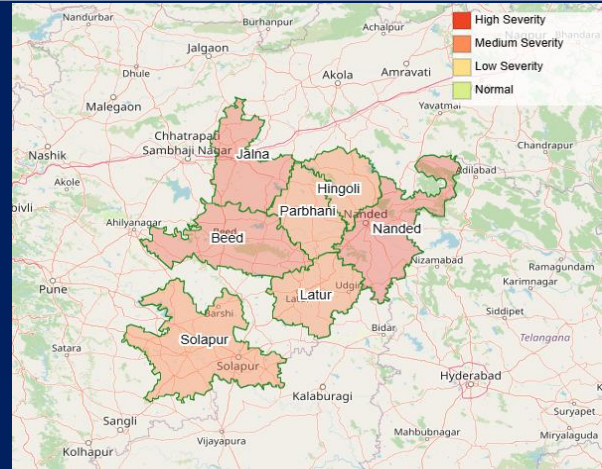 High Severity
Medium Severity
Low Severity
Normal
Nandurbar
Burhanpur
Achalpur
Nagpur
Bhandara
Jalgaon
Dhule
Akola
Amravati
Malegaon
Yavatmal
Chhatrapati
Sambhaji Nagar
Jalna
Chandrapur
Nashik
Akole
Hingoli
Adilabad
bivli
Parbhani
Ahilyanagar
Nanded
Nanded
Beed
Beed
Nizamabad
Ramagundam
Pune
Latur
Udgir
Karimnagar
Barshi
Siddipet
Bidar
Satara
Solapur
Telangana
Solapur
Hyderabad
Kalaburagi
Suryapet
Sangli
Mahbubnagar
Miryalaguda
Kolhapur
Vijayapura